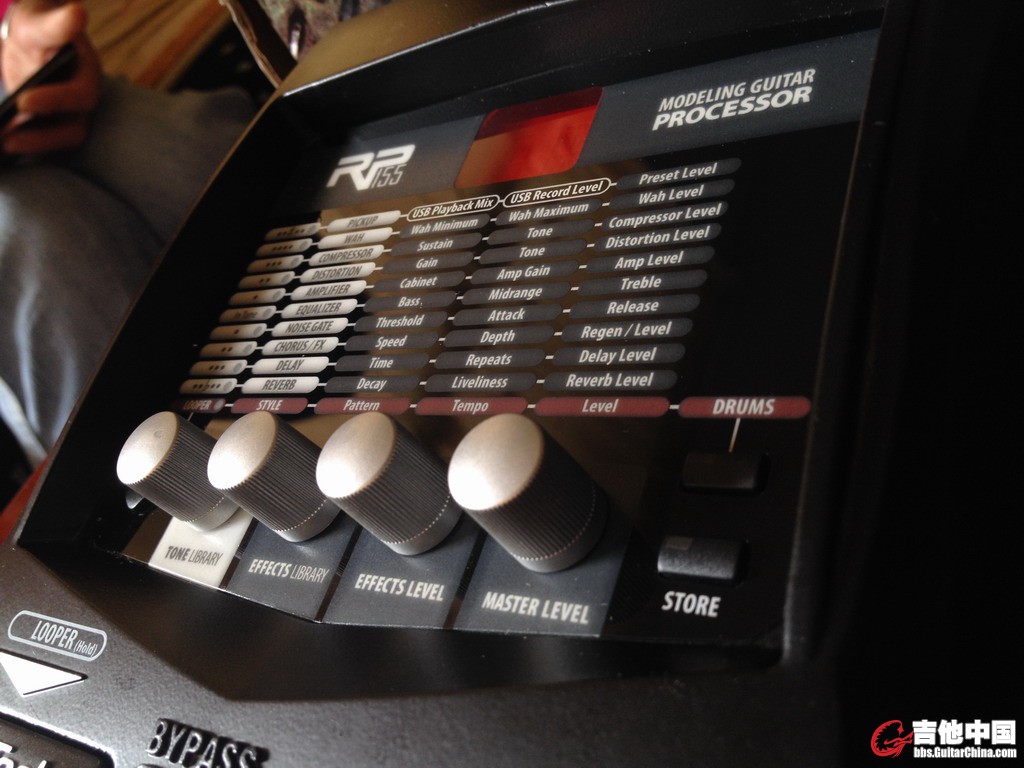 MODELING GUITAR
PROCESSOR
RP155
USB Playback Mix USB Record Level Preset Level
PICKUP Wah Minimum Wah Maximum Wah Level
WAH Sustain Tone Compressor Level
COMPRESSOR Gain Tone Distortion Level
DISTORTION Cabinet Amp Gain Amp Level
AMPLIFIER Bass Midrange Treble
EQUALIZER Threshold Attack Release
NOISE GATE Speed Depth Regen / Level
CHORUS / FX Time Repeats Delay Level
DELAY Decay Liveliness Reverb Level
REVERB
LOOPER STYLE Pattern Tempo Level DRUMS
TONE LIBRARY
EFFECTS LIBRARY
EFFECTS LEVEL
MASTER LEVEL
STORE
LOOPER (Hold)
BYPASS
吉他中国
bbs.GuitarChina.com